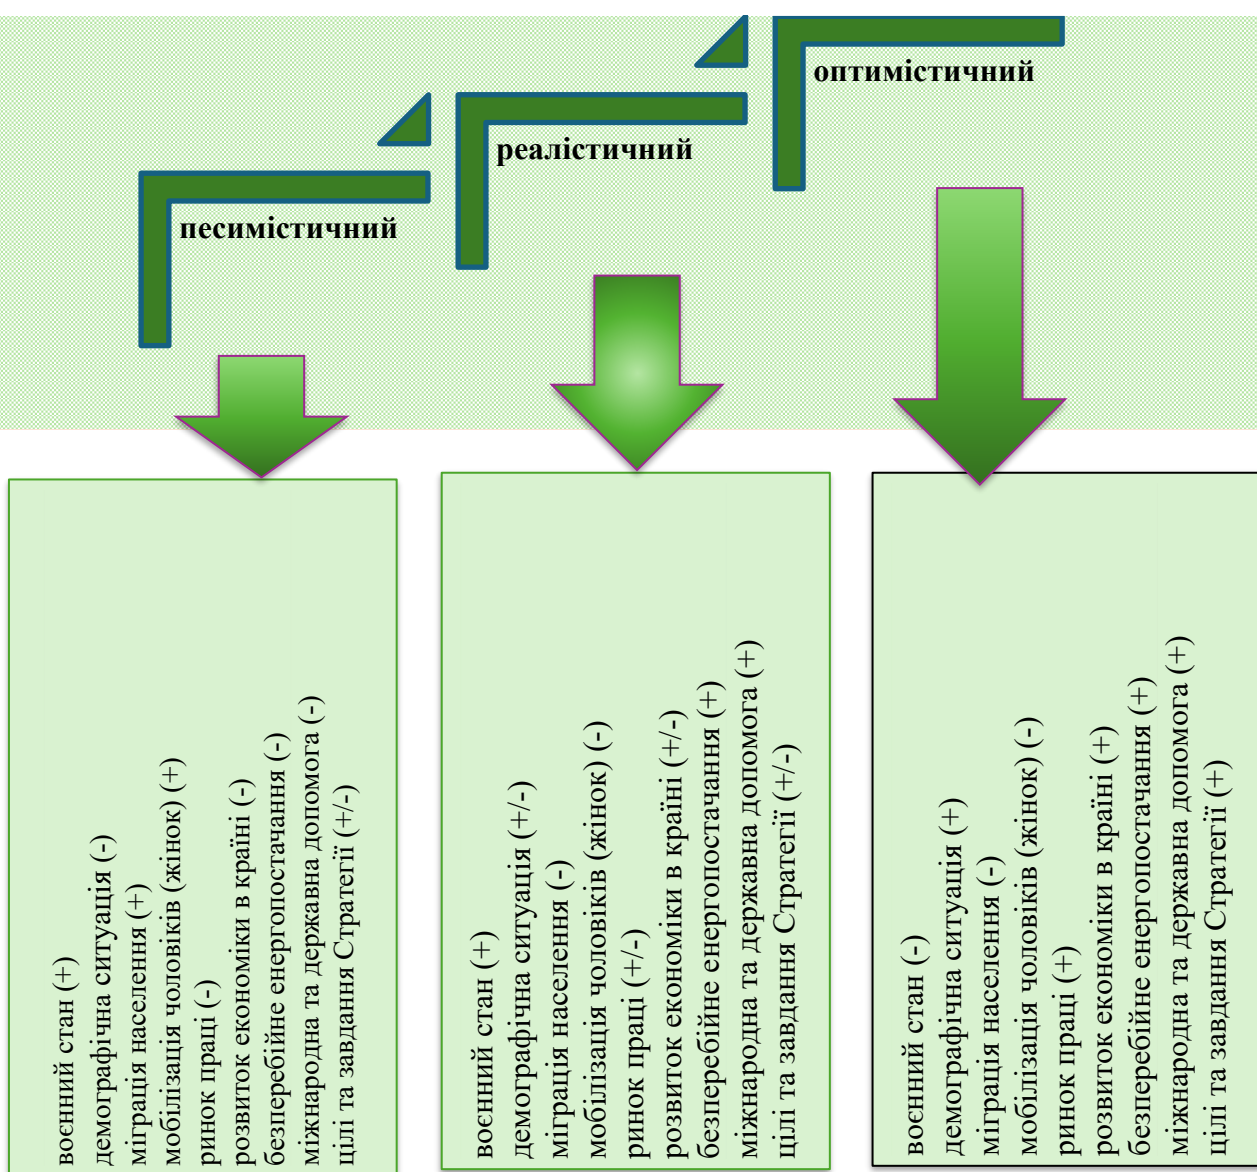 оптимістичний
реалістичний
песимістичний
воєнний стан (+)
демографічна ситуація (-)
міграція населення (+)
мобілізація чоловіків (жінок) (+)
ринок праці (-)
розвиток економіки в країні (-)
безперебійне енергопостачання (-)
міжнародна та державна допомога (-)
цілі та завдання Стратегії (+/-)
воєнний стан (+)
демографічна ситуація (+/-)
міграція населення (-)
мобілізація чоловіків (жінок) (-)
ринок праці (+/-)
розвиток економіки в країні (+/-)
безперебійне енергопостачання (+)
міжнародна та державна допомога (+)
цілі та завдання Стратегії (+/-)
воєнний стан (-)
демографічна ситуація (+)
міграція населення (-)
мобілізація чоловіків (жінок) (-)
ринок праці (+)
розвиток економіки в країні (+)
безперебійне енергопостачання (+)
міжнародна та державна допомога (+)
цілі та завдання Стратегії (+)